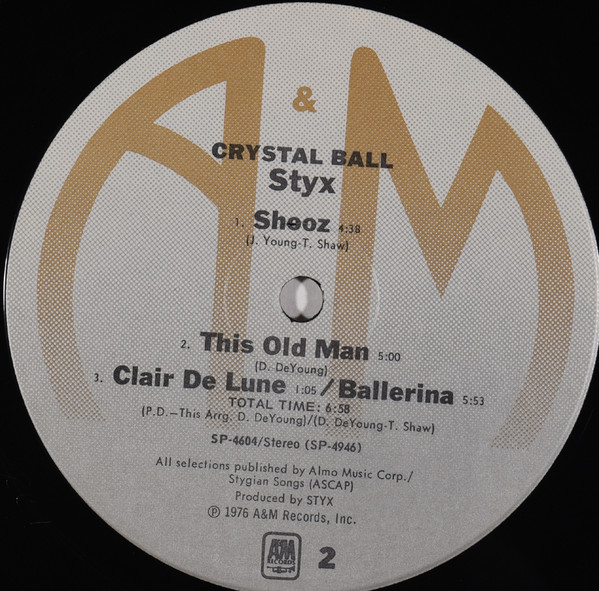 A & M
CRYSTAL BALL
Styx
1. Shooz 4:38
(J. Young-T. Shaw)
2. This Old Man 5:00
(D. DeYoung)
3. Clair De Lune 1:05 / Ballerina 5:53
TOTAL TIME: 6:58
(P.D.—This Arrg. D. DeYoung)/(D. DeYoung-T. Shaw)
SP-4604/Stereo (SP-4946)
All selections published by Almo Music Corp./
Stygian Songs (ASCAP)
Produced by STYX
℗ 1976 A&M Records, Inc.
A&M
RECORDS
2